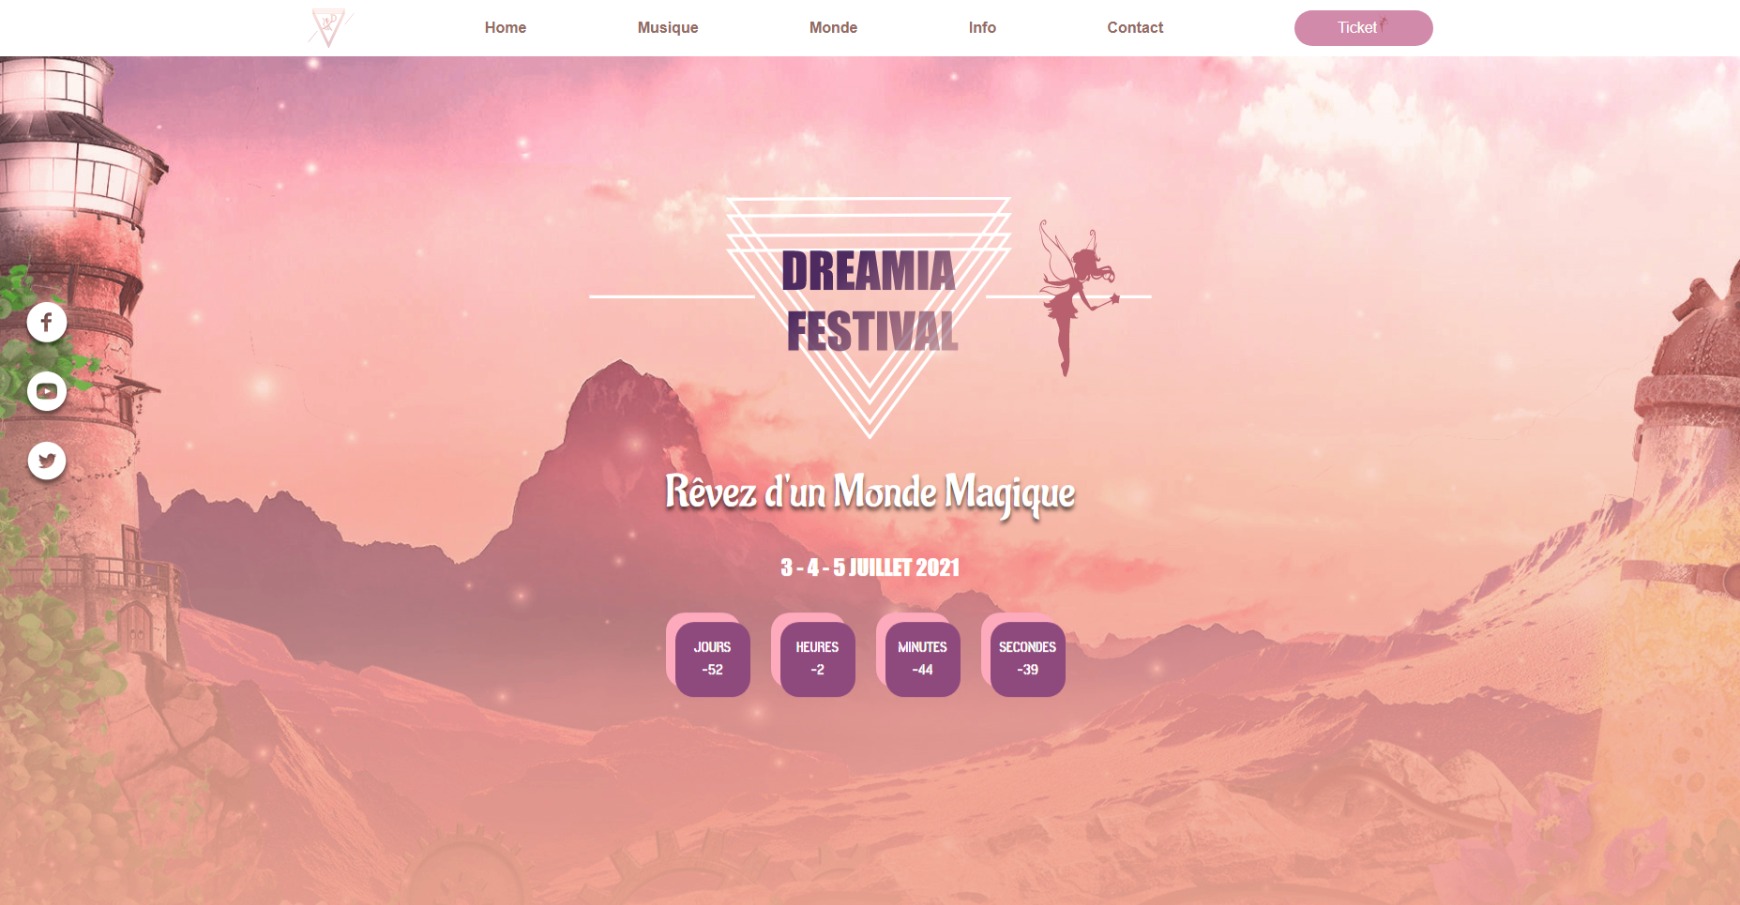 Home
Musique
Monde
Info
Contact
Ticket
DREAMIA
FESTIVAL
Rêvez d'un Monde Magique
3 - 4 - 5 JUILLET 2021
JOURS
-52
HEURES
-2
MINUTES
-44
SECONDES
-39